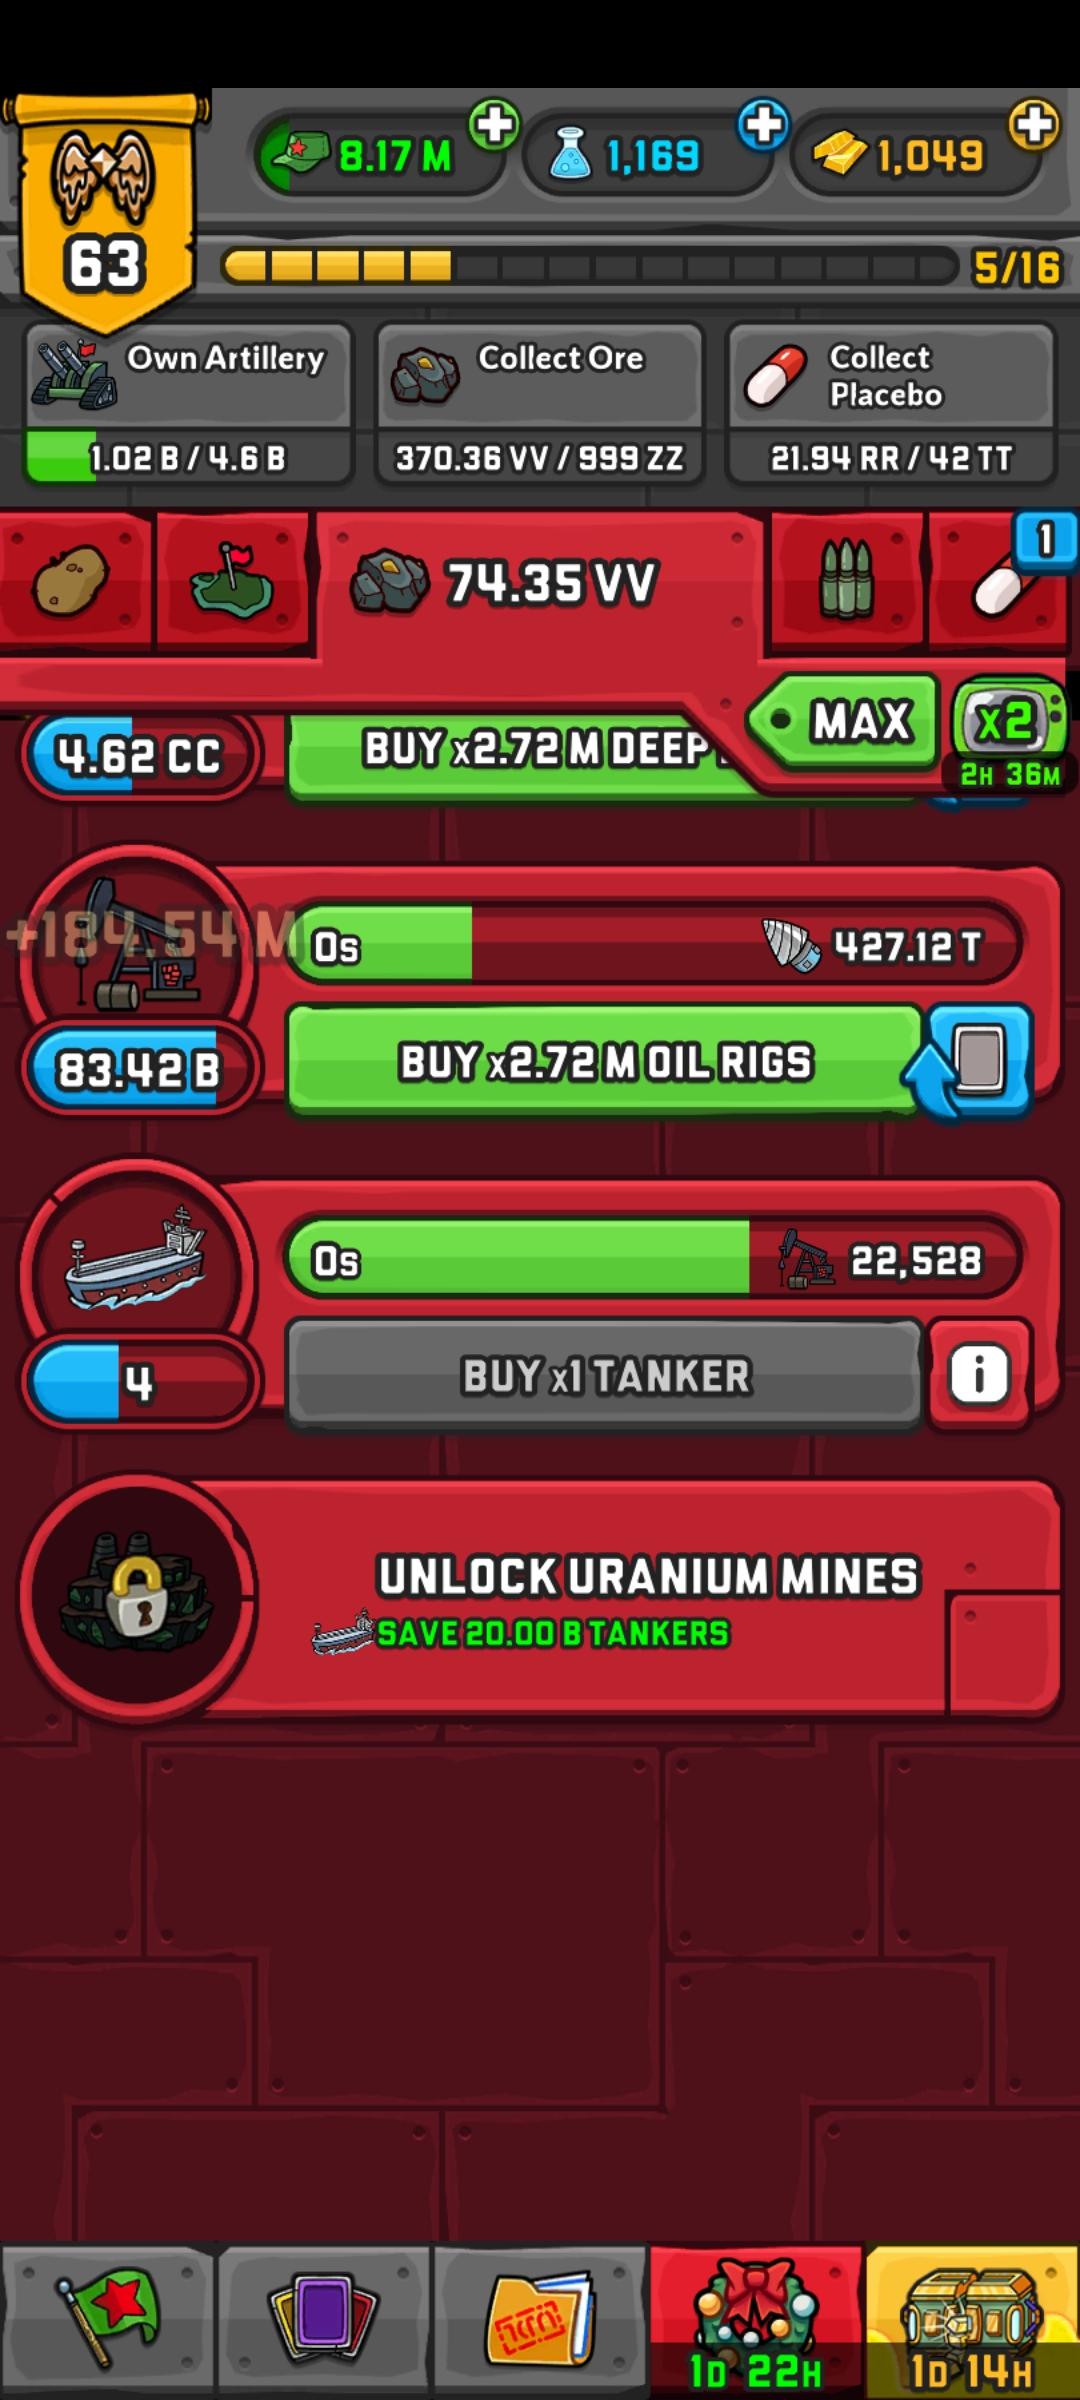 8.17 M
1,169
1,049
63
5/16
Own Artillery
1.02 B / 4.6 B
Collect Ore
370.36 VV / 999 ZZ
Collect
Placebo
21.94 RR / 42 TT
74.35 VV
1
MAX
x2
2H 36M
4.62 CC
BUY x2.72 M DEEP
+184.54 M
0s
427.12 T
83.42 B
BUY x2.72 M OIL RIGS
0s
22,528
4
BUY x1 TANKER
i
UNLOCK URANIUM MINES
SAVE 20.00 B TANKERS
1D 22H
1D 14H